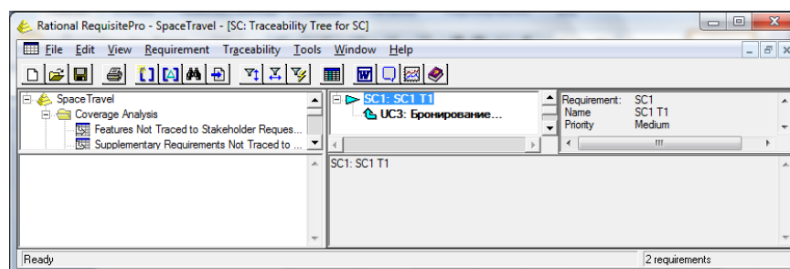 Rational RequisitePro - SpaceTravel - [SC: Traceability Tree for SC]
File Edit View Requirement Traceability Tools Window Help
SpaceTravel
Coverage Analysis
Features Not Traced to Stakeholder Reques...
Supplementary Requirements Not Traced to ...
SC1: SC1 T1
UC3: Бронирование...
Requirement: SC1
Name SC1 T1
Priority Medium
SC1: SC1 T1
Ready 2 requirements